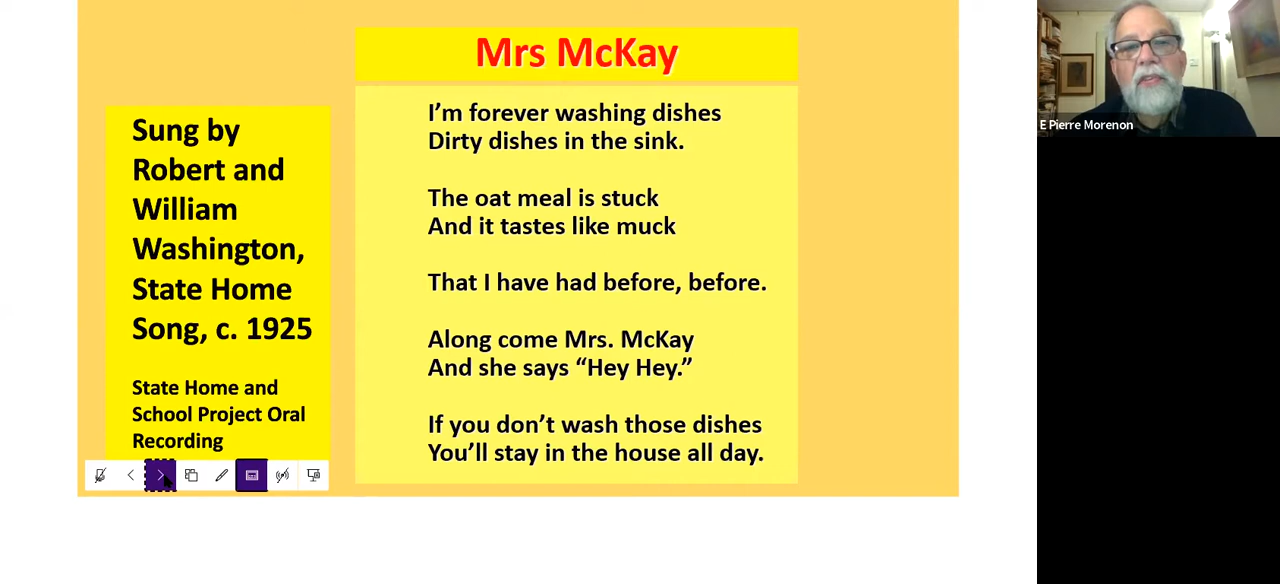 Mrs McKay
Sung by
Robert and
William
Washington,
State Home
Song, c. 1925
State Home and
School Project Oral
Recording
I'm forever washing dishes
Dirty dishes in the sink.
The oat meal is stuck
And it tastes like muck
That I have had before, before.
Along come Mrs. McKay
And she says “Hey Hey.”
If you don't wash those dishes
You'll stay in the house all day.
E Pierre Morenon